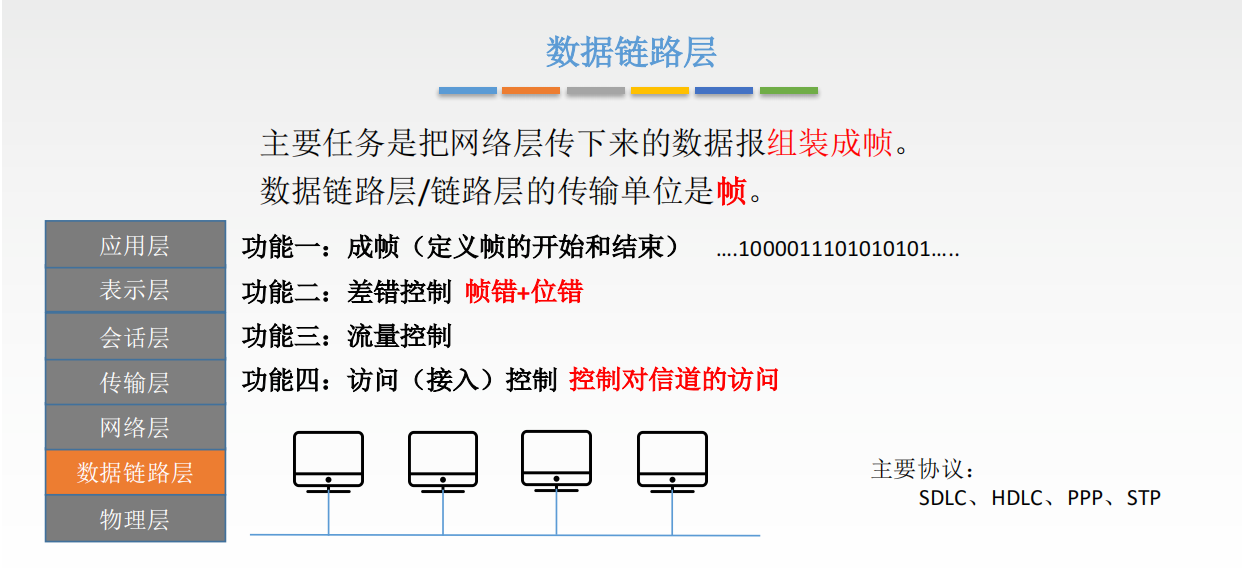 数据链路层
主要任务是把网络层传下来的数据报组装成帧。
数据链路层/链路层的传输单位是帧。
应用层
表示层
会话层
传输层
网络层
数据链路层
物理层
功能一：成帧（定义帧的开始和结束） ….1000011101010101…..
功能二：差错控制 帧错+位错
功能三：流量控制
功能四：访问（接入）控制 控制对信道的访问
主要协议：
SDLC、HDLC、PPP、STP